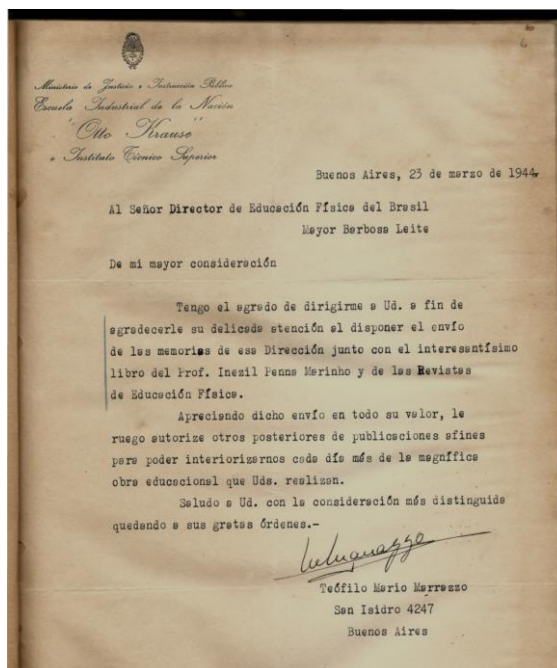 Ministerio de Justicia e Instrucción Pública
Escuela Industrial de la Nación
"Otto Krause"
e Instituto Técnico Superior
Buenos Aires, 23 de marzo de 1944
Al Señor Director de Educación Física del Brasil
Mayor Barbosa Leite
De mi mayor consideración
Tengo el agrado de dirigirme a Ud. a fin de
agradecerle su delicada atención al disponer el envío
de las memorias de esa Dirección junto con el interesantísimo
libro del Prof. Inezil Penna Marinho y de las Revistas
de Educación Física.
Apreciando dicho envío en todo su valor, le
ruego autorize otros posteriores de publicaciones afines
para poder interiorizarnos cada día más de la magnífica
obra educacional que Uds. realizan.
Saludo a Ud. con la consideración más distinguida
quedando a sus gratas órdenes.-
Teófilo Mario Marrazzo
San Isidro 4247
Buenos Aires